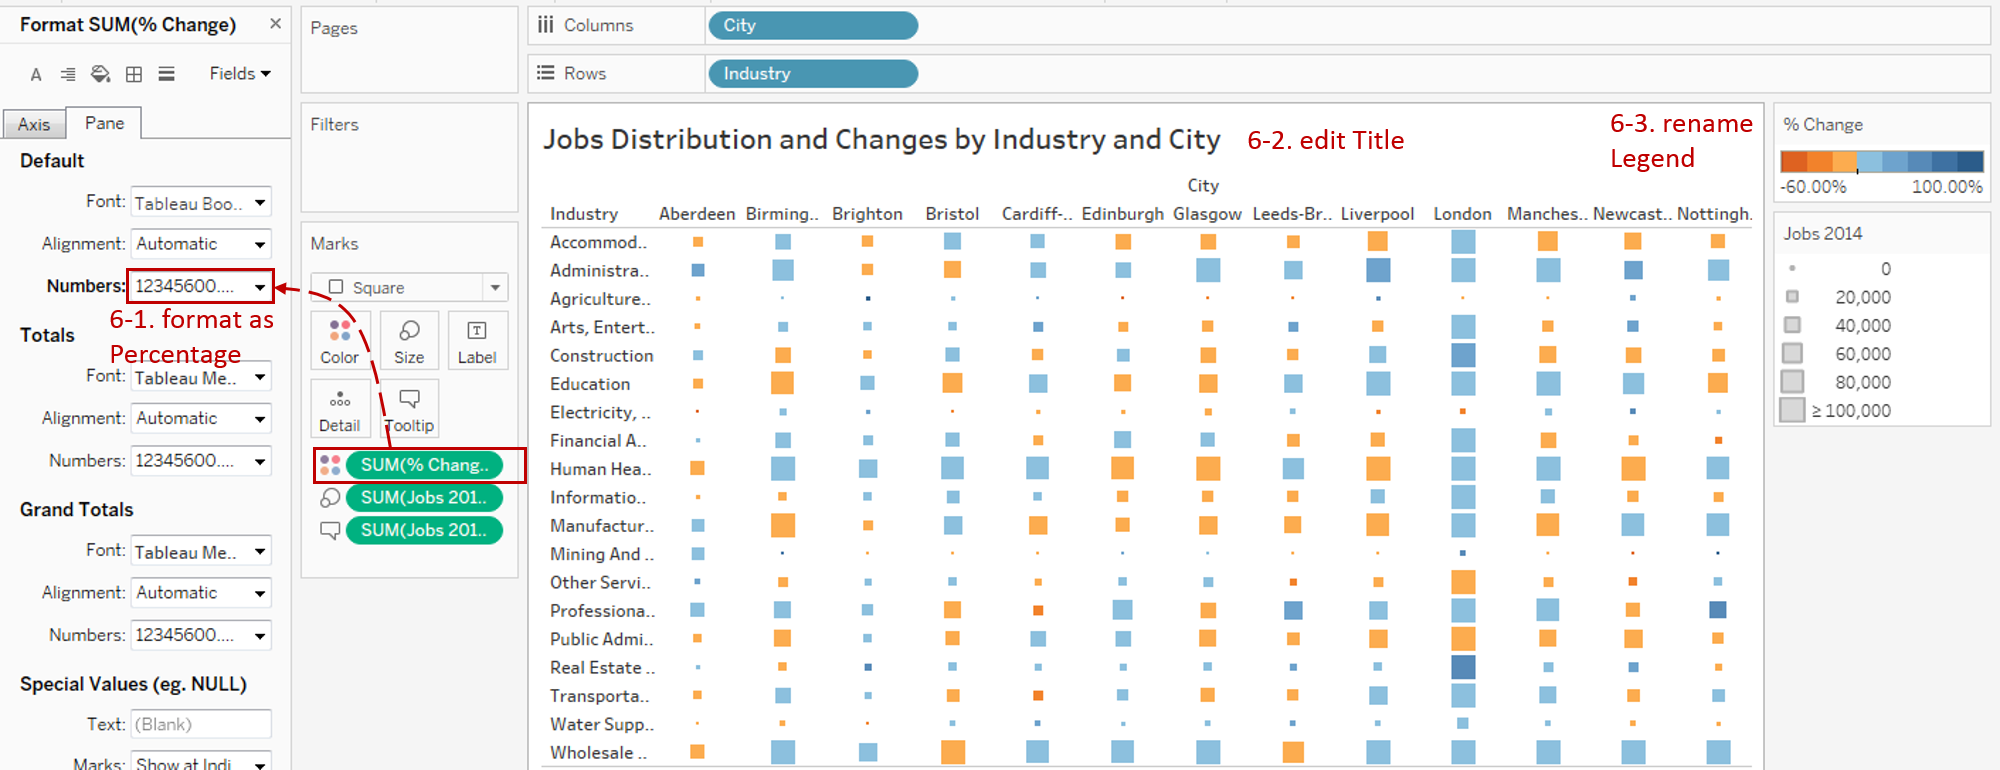 Format SUM(% Change) ×
A Fields
Axis Pane
Default
Font: Tableau Boo..
Alignment: Automatic
Numbers: 12345600....
6-1. format as
Percentage
Totals
Font: Tableau Me..
Alignment: Automatic
Numbers: 12345600....
Grand Totals
Font: Tableau Me..
Alignment: Automatic
Numbers: 12345600....
Special Values (eg. NULL)
Text: (Blank)
Marks: Show at Indi
Pages
Filters
Marks
Square
Color Size Label
Detail Tooltip
SUM(% Chang..
SUM(Jobs 201..
SUM(Jobs 201..
Columns City
Rows Industry
Jobs Distribution and Changes by Industry and City
6-2. edit Title
6-3. rename
Legend
City
Industry Aberdeen Birming.. Brighton Bristol Cardiff-.. Edinburgh Glasgow Leeds-Br.. Liverpool London Manches.. Newcast.. Nottingh.
Accommod..
Administra..
Agriculture..
Arts, Entert..
Construction
Education
Electricity, ..
Financial A..
Human Hea..
Informatio..
Manufactur..
Mining And ..
Other Servi..
Professiona..
Public Admi..
Real Estate ..
Transporta..
Water Supp..
Wholesale ..
% Change
-60.00% 100.00%
Jobs 2014
0
20,000
40,000
60,000
80,000
≥ 100,000